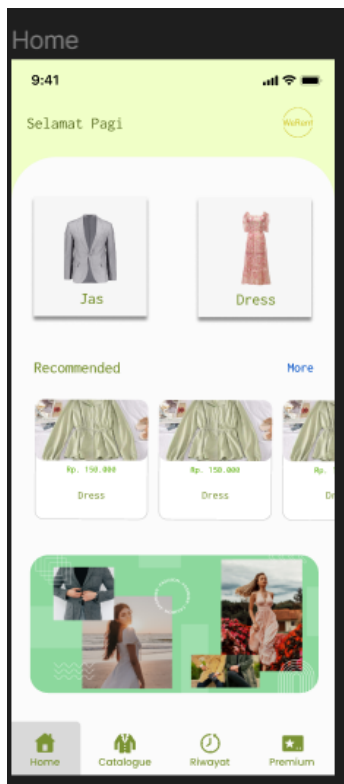 Home
9:41
Selamat Pagi
WeRent
Jas
Dress
Recommended
More
Rp. 150.000
Rp. 150.000
Rp.
Dress
Dress
Home
Catalogue
Riwayat
Premium